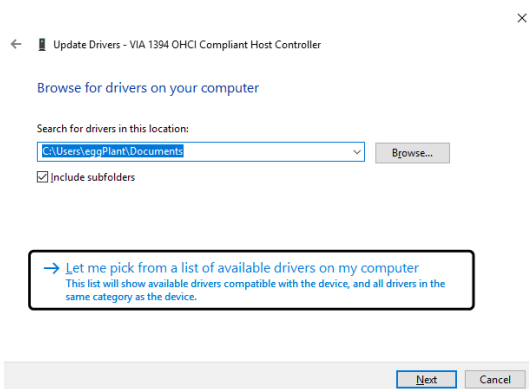 Update Drivers - VIA 1394 OHCI Compliant Host Controller
Browse for drivers on your computer
Search for drivers in this location:
C:\Users\eggPlant\Documents
Browse...
Include subfolders
Let me pick from a list of available drivers on my computer
This list will show available drivers compatible with the device, and all drivers in the
same category as the device.
Next
Cancel